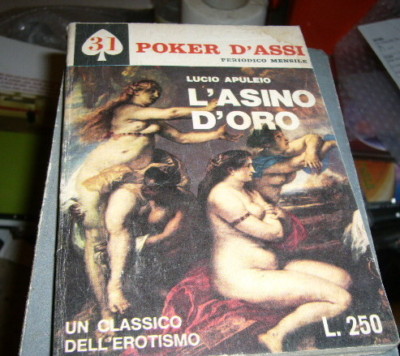 31 POKER D'ASSI
PERIODICO MENSILE
LUCIO APULEIO
L'ASINO
D'ORO
UN CLASSICO
DELL'EROTISMO
L. 250